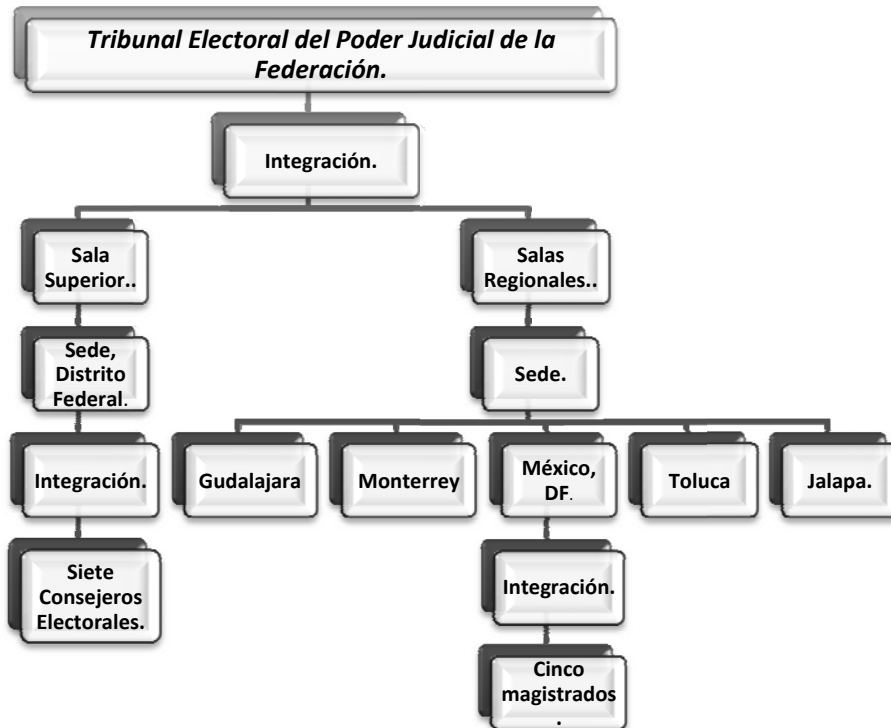 Tribunal Electoral del Poder Judicial de la
Federación.
Integración.
Sala
Superior..
Salas
Regionales..
Sede,
Distrito
Federal.
Sede.
Integración.
Gudalajara
Monterrey
México,
DF.
Toluca
Jalapa.
Siete
Consejeros
Electorales.
Integración.
Cinco
magistrados
.